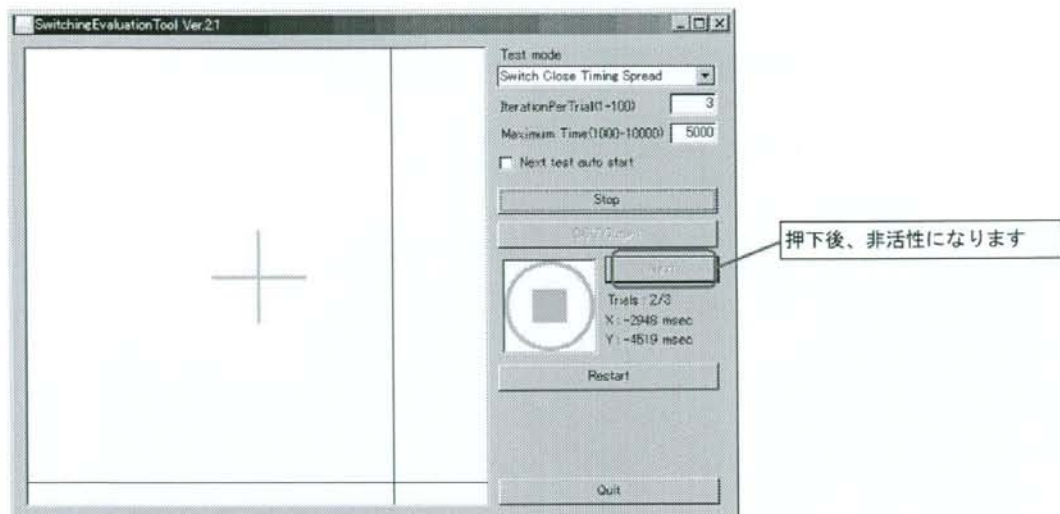 SwitchingEvaluationTool Ver.2.1
Test mode
Switch Close Timing Spread
IterationPerTrial(1-100) 3
Maximum Time(1000-10000) 5000
Next test auto start
Stop
Trials : 2/3
X : -2948 msec
Y : -4519 msec
Restart
Quit
押下後、非活性になります